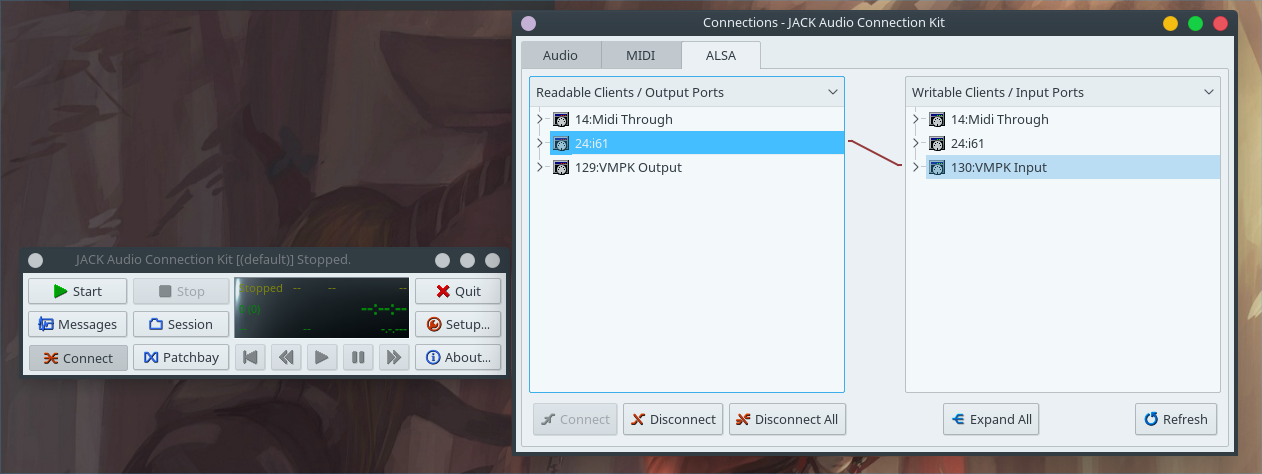 Connections - JACK Audio Connection Kit
Audio MIDI ALSA
Readable Clients / Output Ports
14:Midi Through
24:i61
129:VMPK Output
Writable Clients / Input Ports
14:Midi Through
24:i61
130:VMPK Input
Connect Disconnect Disconnect All Expand All Refresh
JACK Audio Connection Kit [(default)] Stopped.
Start Stop Stopped -- -- -- Quit
(0) --:--:--
Messages Session -- -- -.-.--- Setup...
Connect Patchbay About...